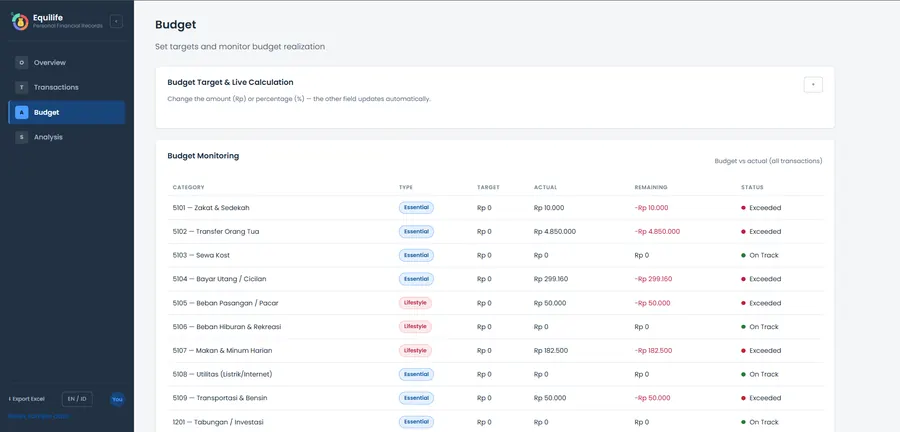 Equilife
Personal Financial Records
Overview
Transactions
Budget
Analysis
Export Excel
EN / ID
You
Budget
Set targets and monitor budget realization
Budget Target & Live Calculation
Change the amount (Rp) or percentage (%) — the other field updates automatically.
Budget Monitoring
Budget vs actual (all transactions)
CATEGORY TYPE TARGET ACTUAL REMAINING STATUS
5101 — Zakat & Sedekah Essential Rp 0 Rp 10.000 -Rp 10.000 Exceeded
5102 — Transfer Orang Tua Essential Rp 0 Rp 4.850.000 -Rp 4.850.000 Exceeded
5103 — Sewa Kost Essential Rp 0 Rp 0 Rp 0 On Track
5104 — Bayar Utang / Cicilan Essential Rp 0 Rp 299.160 -Rp 299.160 Exceeded
5105 — Beban Pasangan / Pacar Lifestyle Rp 0 Rp 50.000 -Rp 50.000 Exceeded
5106 — Beban Hiburan & Rekreasi Lifestyle Rp 0 Rp 0 Rp 0 On Track
5107 — Makan & Minum Harian Lifestyle Rp 0 Rp 182.500 -Rp 182.500 Exceeded
5108 — Utilitas (Listrik/Internet) Essential Rp 0 Rp 0 Rp 0 On Track
5109 — Transportasi & Bensin Essential Rp 0 Rp 50.000 -Rp 50.000 Exceeded
1201 — Tabungan / Investasi Essential Rp 0 Rp 0 Rp 0 On Track